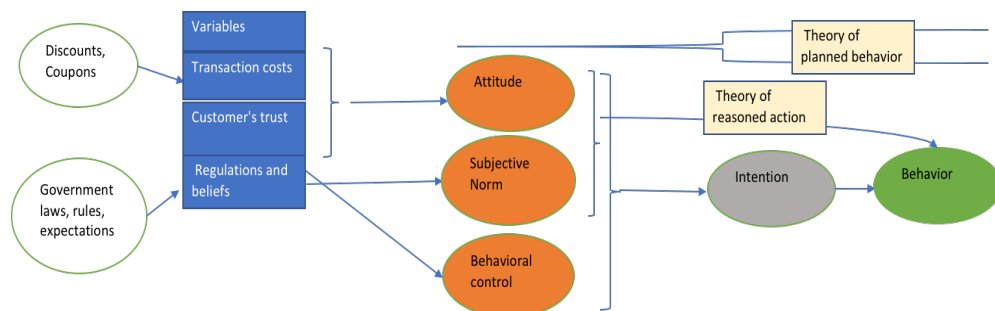 Discounts,
Coupons
Government
laws, rules,
expectations
Variables
Transaction costs
Customer's trust
Regulations and
beliefs
Attitude
Subjective
Norm
Behavioral
control
Theory of
planned behavior
Theory of
reasoned action
Intention
Behavior